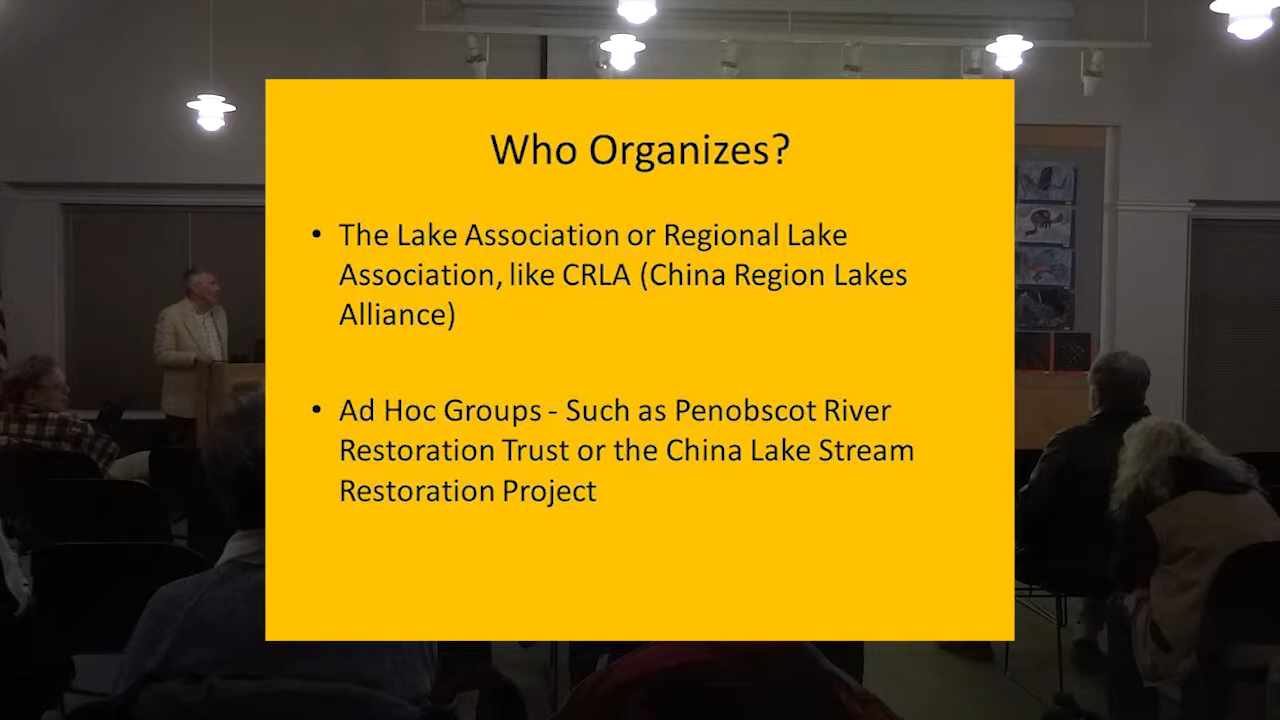 Who Organizes?
• The Lake Association or Regional Lake
Association, like CRLA (China Region Lakes
Alliance)
• Ad Hoc Groups - Such as Penobscot River
Restoration Trust or the China Lake Stream
Restoration Project